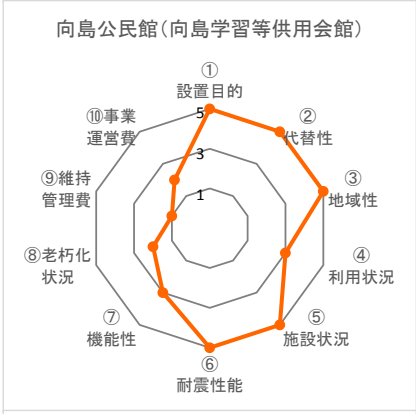 向島公民館(向島学習等供用会館)
①
設置目的
②
代替性
③
地域性
④
利用状況
⑤
施設状況
⑥
耐震性能
⑦
機能性
⑧老朽化
状況
⑨維持
管理費
⑩事業
運営費
5
3
1